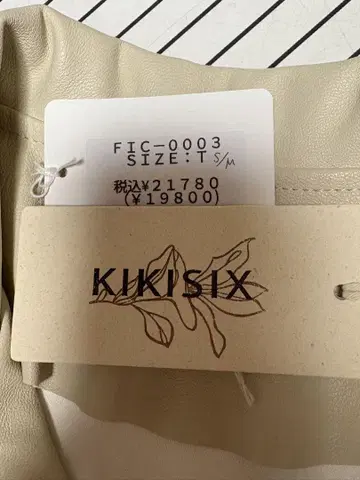 FIC-0003
SIZE:T S/M
税込¥21780
(¥19800)
KIKISIX